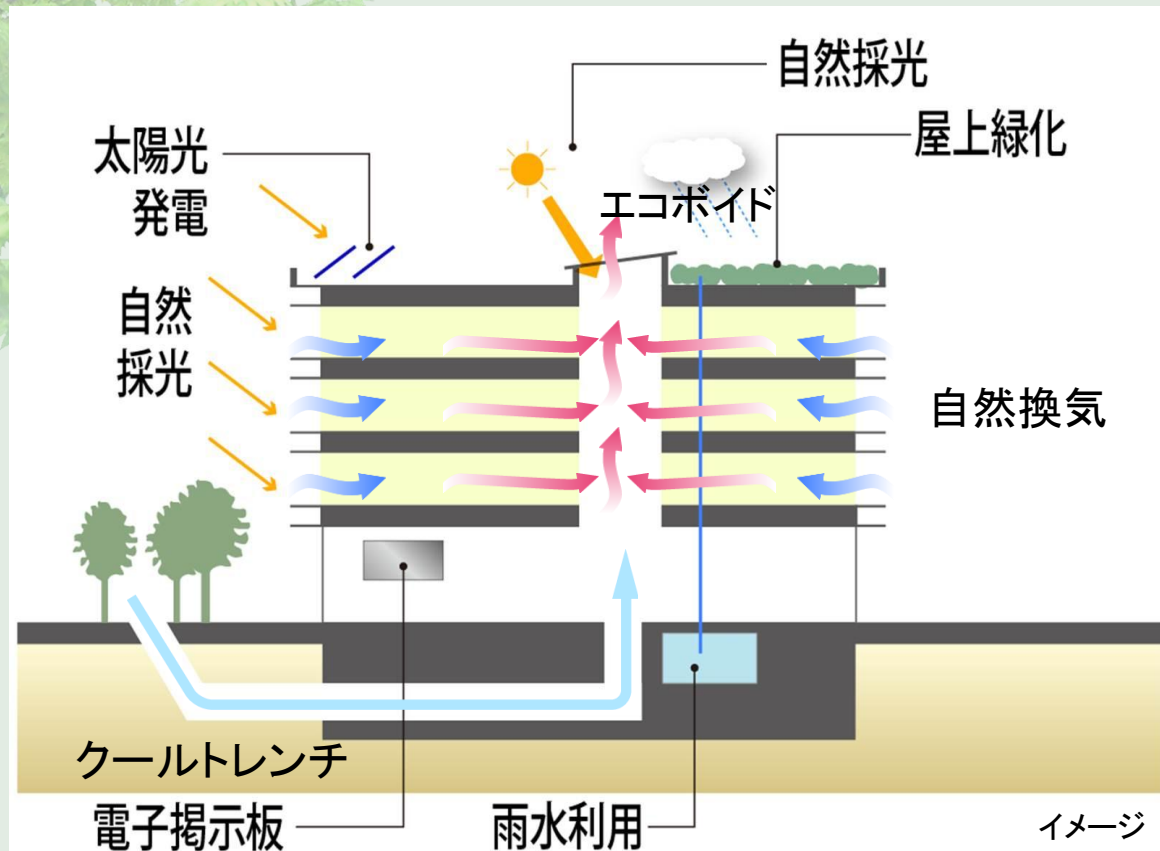 自然採光
屋上緑化
太陽光
発電
エコボイド
自然
採光
自然換気
クールトレンチ
電子掲示板
雨水利用
イメージ